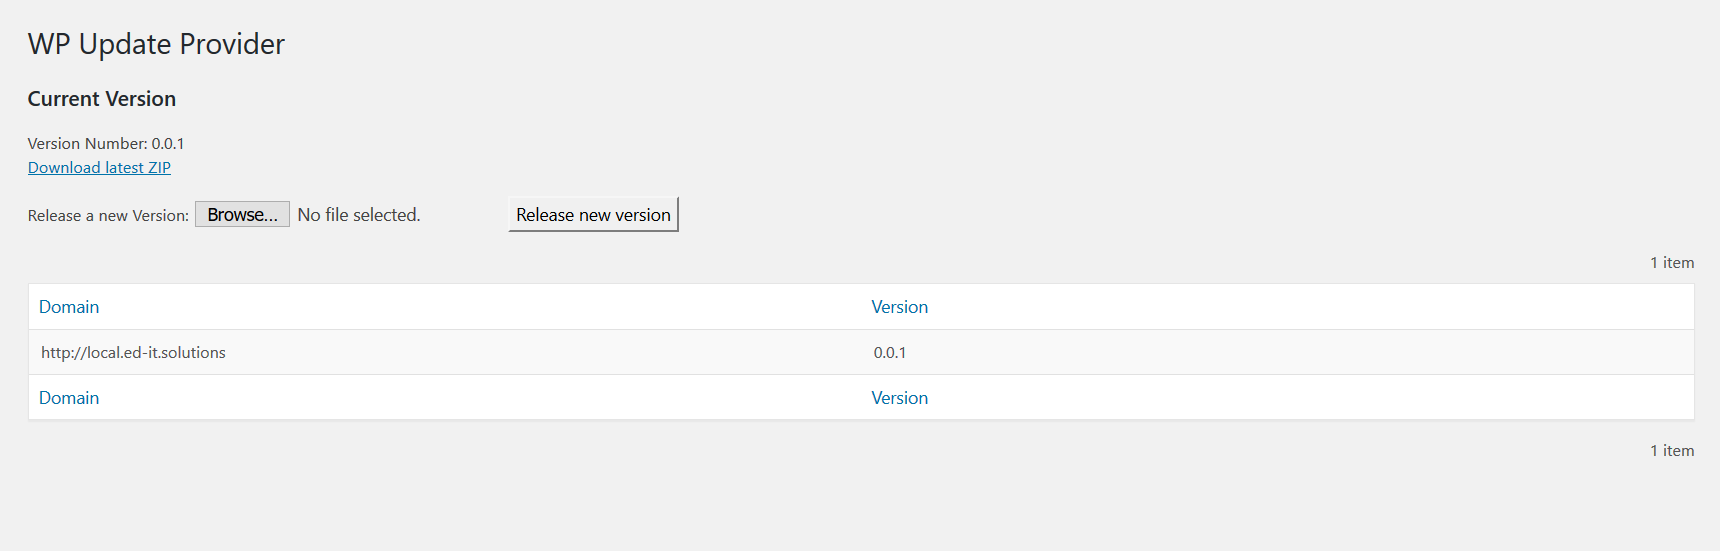 WP Update Provider
Current Version
Version Number: 0.0.1
Download latest ZIP
Release a new Version: Browse... No file selected. Release new version
1 item
Domain Version
http://local.ed-it.solutions 0.0.1
Domain Version
1 item